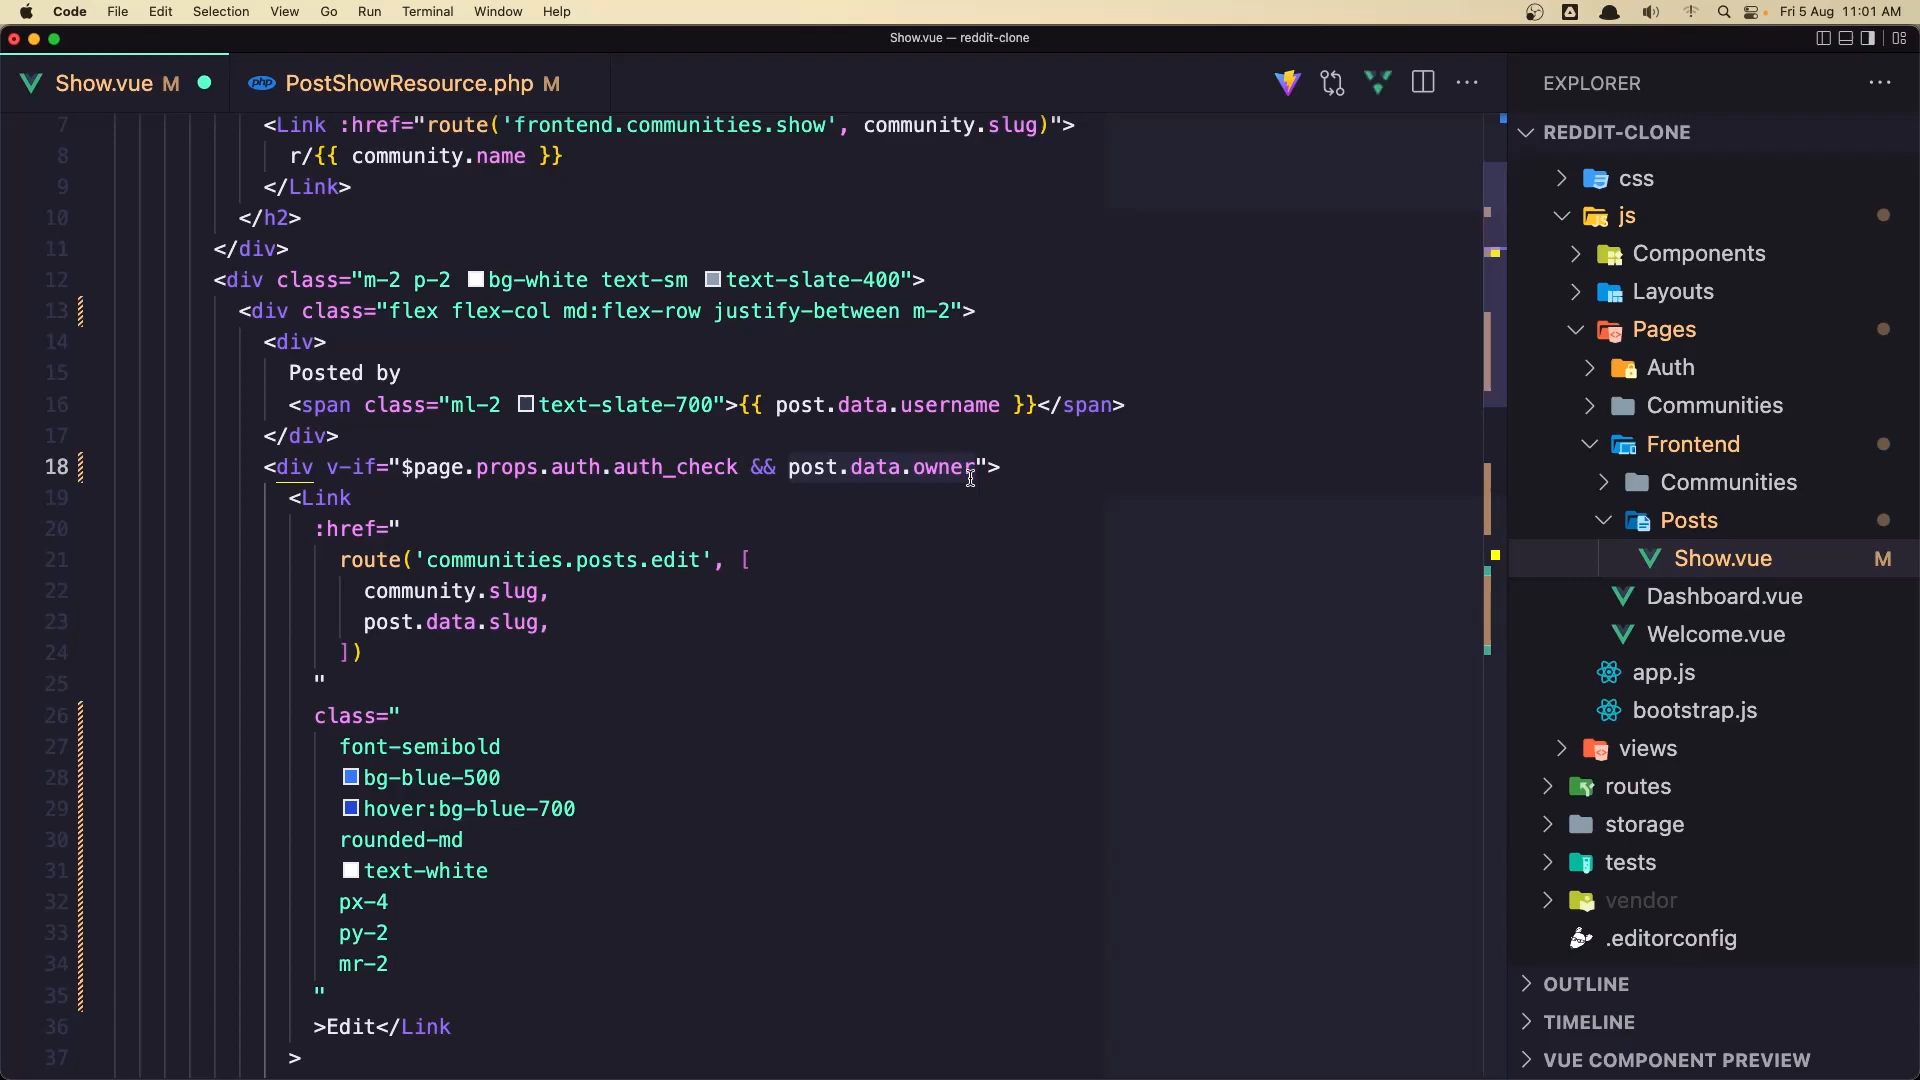 Code File Edit Selection View Go Run Terminal Window Help Fri 5 Aug 11:01 AM
Show.vue — reddit-clone
Show.vue M PostShowResource.php M
7 <Link :href="route('frontend.communities.show', community.slug)">
8 r/{{ community.name }}
9 </Link>
10 </h2>
11 </div>
12 <div class="m-2 p-2 bg-white text-sm text-slate-400">
13 <div class="flex flex-col md:flex-row justify-between m-2">
14 <div>
15 Posted by
16 <span class="ml-2 text-slate-700">{{ post.data.username }}</span>
17 </div>
18 <div v-if="$page.props.auth.auth_check && post.data.owner">
19 <Link
20 :href="
21 route('communities.posts.edit', [
22 community.slug,
23 post.data.slug,
24 ])
25 "
26 class="
27 font-semibold
28 bg-blue-500
29 hover:bg-blue-700
30 rounded-md
31 text-white
32 px-4
33 py-2
34 mr-2
35 "
36 >Edit</Link
37 >
EXPLORER
REDDIT-CLONE
css
js
Components
Layouts
Pages
Auth
Communities
Frontend
Communities
Posts
Show.vue M
Dashboard.vue
Welcome.vue
app.js
bootstrap.js
views
routes
storage
tests
vendor
.editorconfig
OUTLINE
TIMELINE
VUE COMPONENT PREVIEW